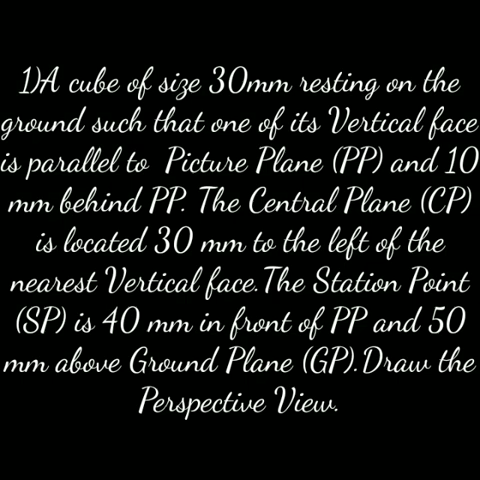 1)A cube of size 30mm resting on the
ground such that one of its Vertical face
is parallel to Picture Plane (PP) and 10
mm behind PP. The Central Plane (CP)
is located 30 mm to the left of the
nearest Vertical face.The Station Point
(SP) is 40 mm in front of PP and 50
mm above Ground Plane (GP).Draw the
Perspective View.